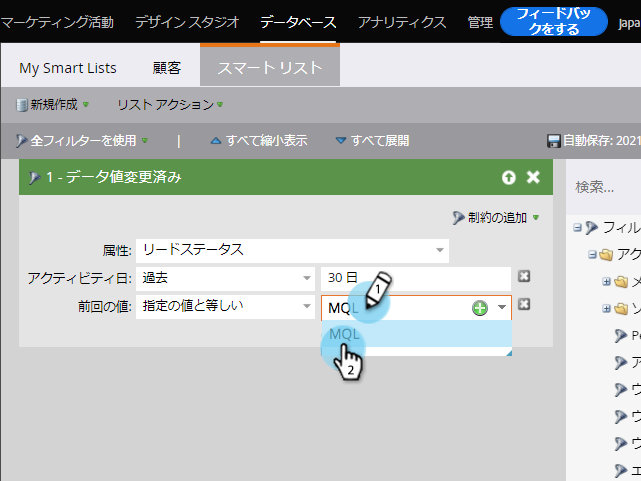 マーケティング活動 デザイン スタジオ データベース アナリティクス 管理 フィードバックをする japa
My Smart Lists 顧客 スマート リスト
新規作成 リスト アクション
全フィルターを使用 | すべて縮小表示 すべて展開 自動保存: 2021
1 - データ値変更済み
検索...
制約の追加
フィル
属性: リードステータス
アク
アクティビティ日: 過去 30 日
メ
1
前回の値: 指定の値と等しい MQL
ソ
MQL
Pe
2
ア
ウ
ウ
ウ
エ